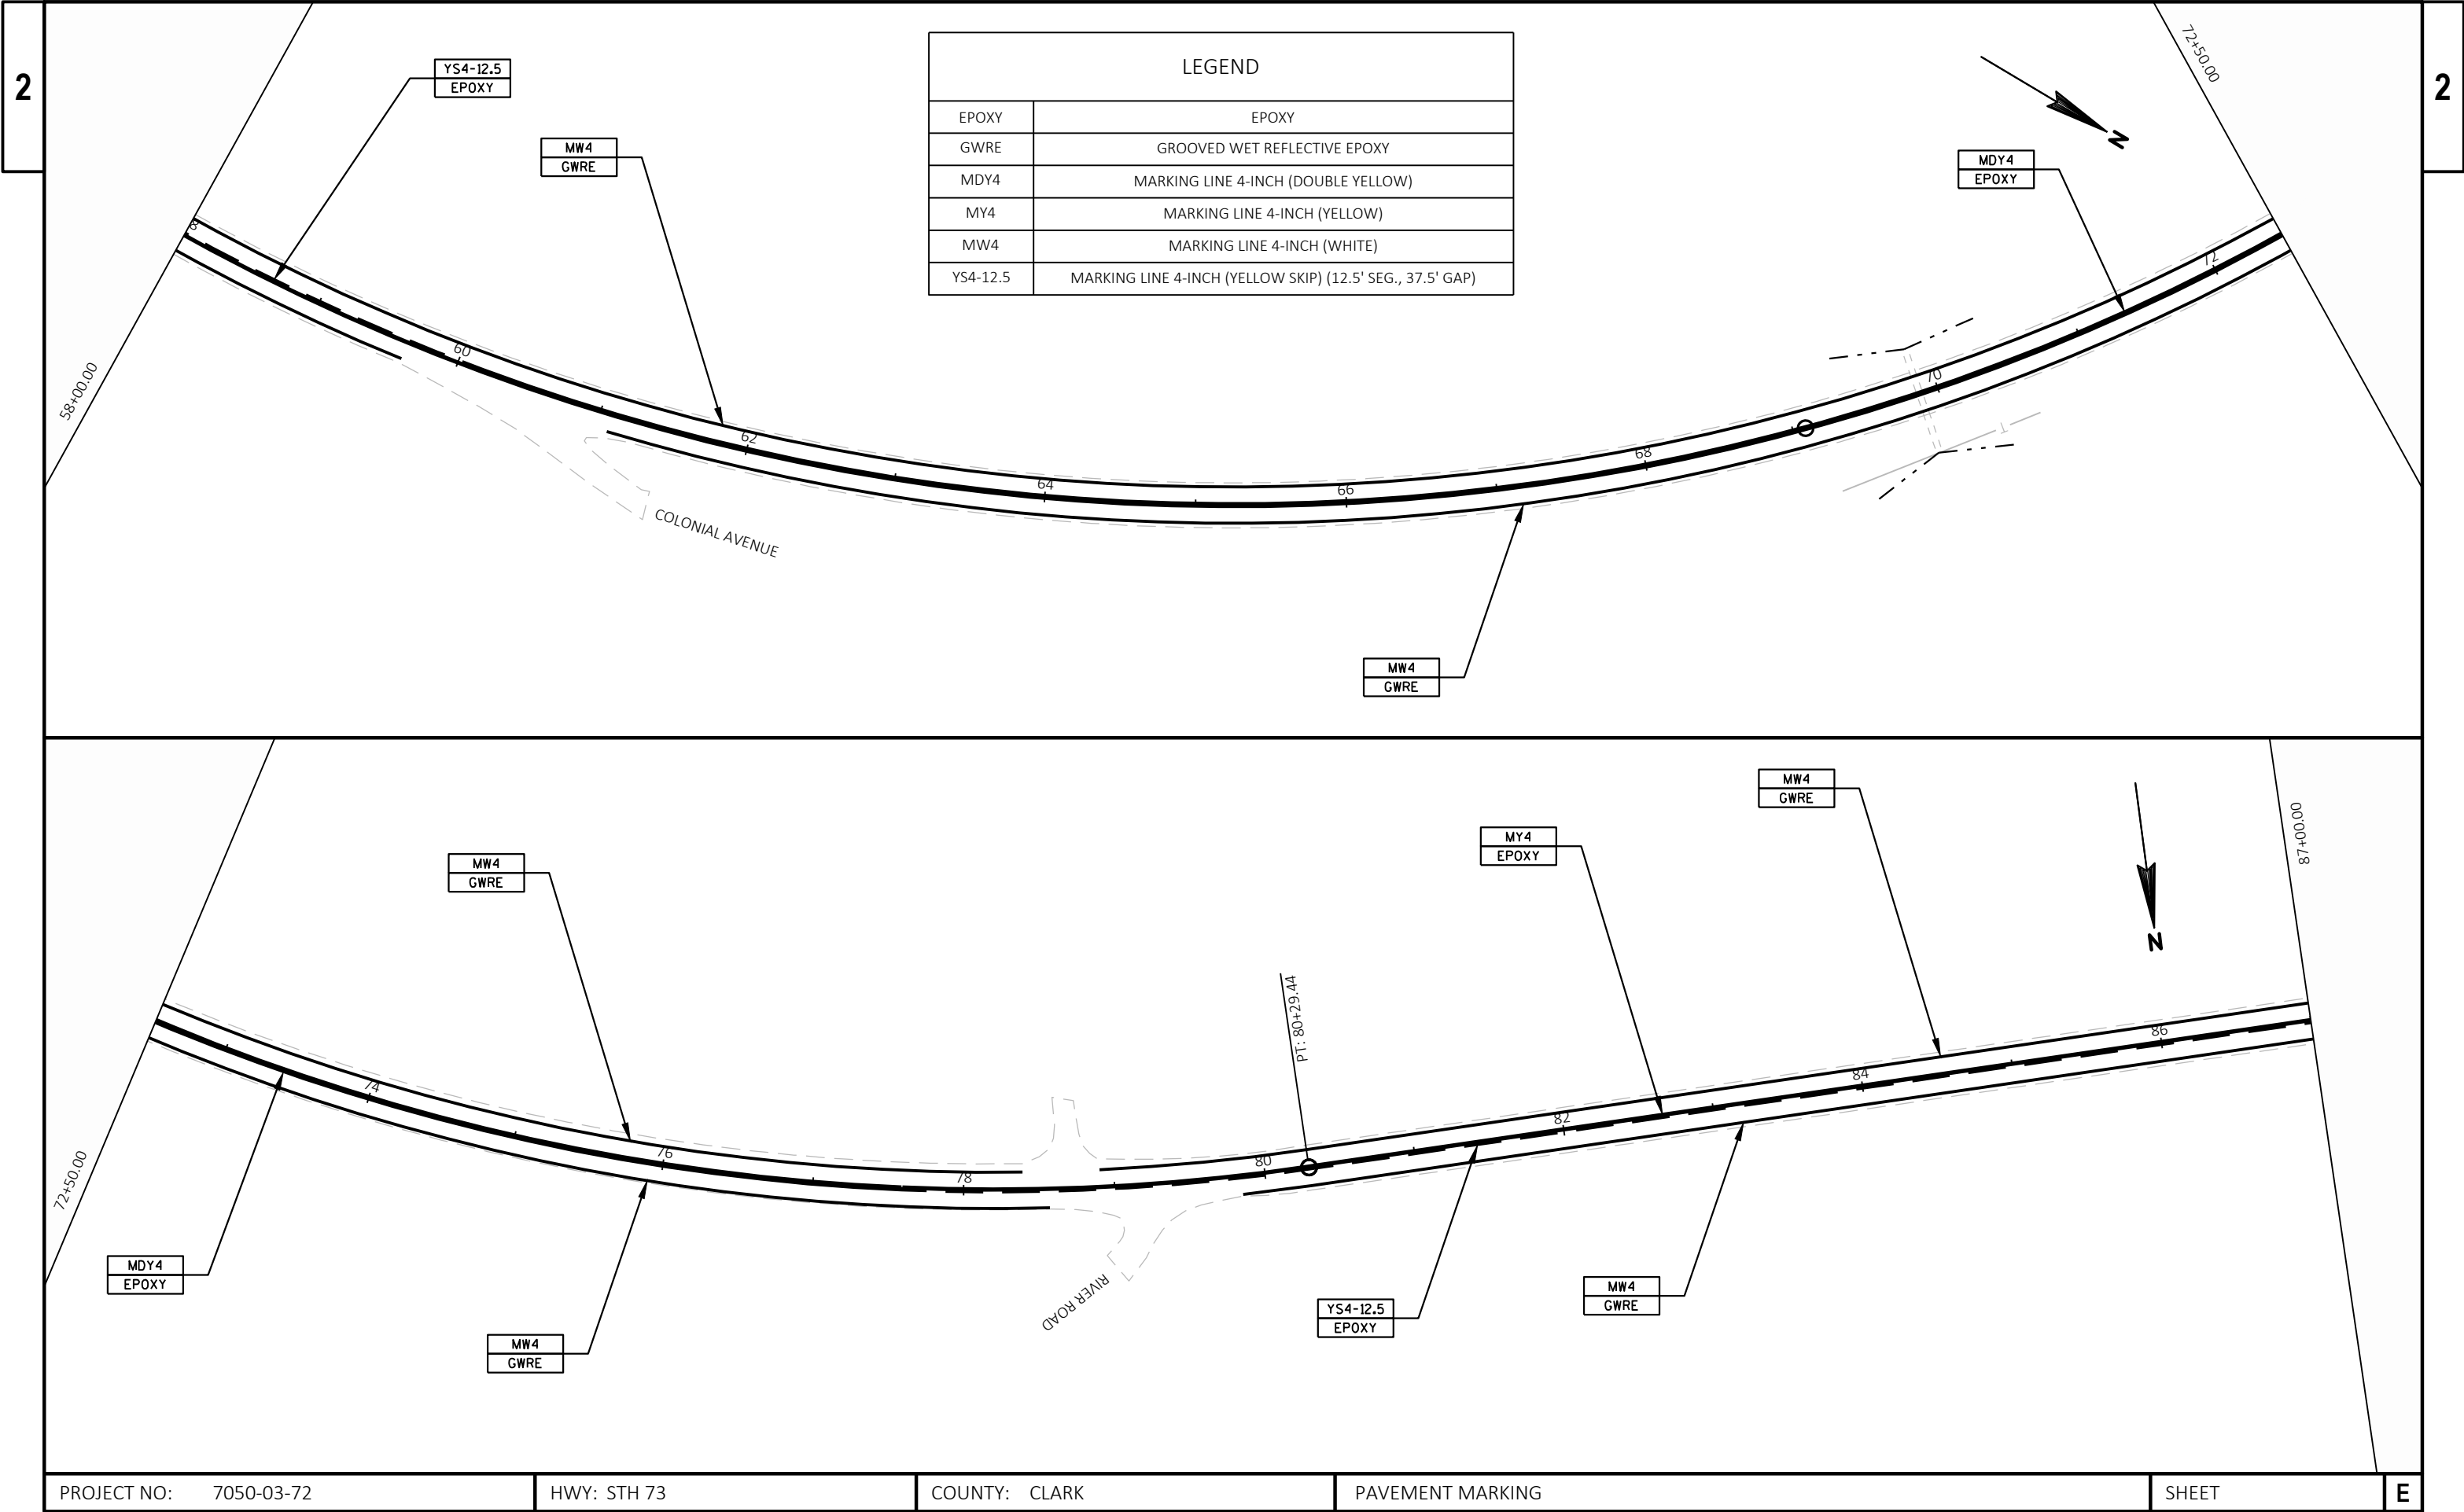 2
2
YS4-12.5
EPOXY
MW4
GWRE
LEGEND
EPOXY EPOXY
GWRE GROOVED WET REFLECTIVE EPOXY
MDY4 MARKING LINE 4-INCH (DOUBLE YELLOW)
MY4 MARKING LINE 4-INCH (YELLOW)
MW4 MARKING LINE 4-INCH (WHITE)
YS4-12.5 MARKING LINE 4-INCH (YELLOW SKIP) (12.5' SEG., 37.5' GAP)
72+50.00
N
MDY4
EPOXY
58+00.00
60
62
64
66
68
70
72
COLONIAL AVENUE
MW4
GWRE
MW4
GWRE
MY4
EPOXY
MW4
GWRE
87+00.00
N
72+50.00
74
76
78
80
PT: 80+29.44
82
84
86
RIVER ROAD
MDY4
EPOXY
MW4
GWRE
YS4-12.5
EPOXY
MW4
GWRE
PROJECT NO: 7050-03-72
HWY: STH 73
COUNTY: CLARK
PAVEMENT MARKING
SHEET
E